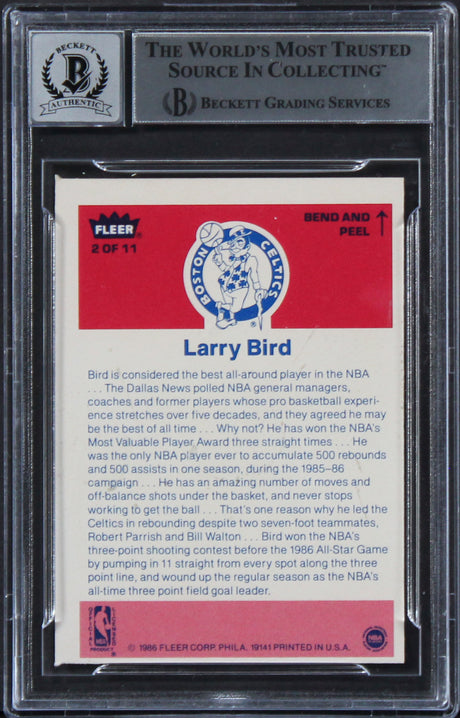 BECKETT
B
AUTHENTIC
THE WORLD'S MOST TRUSTED
SOURCE IN COLLECTING™
B BECKETT GRADING SERVICES
FLEER®
2 OF 11
BEND AND
PEEL
BOSTON CELTICS
®
Larry Bird
Bird is considered the best all-around player in the NBA
. . . The Dallas News polled NBA general managers,
coaches and former players whose pro basketball experi-
ence stretches over five decades, and they agreed he may
be the best of all time . . . Why not? He has won the NBA's
Most Valuable Player Award three straight times . . . He
was the only NBA player ever to accumulate 500 rebounds
and 500 assists in one season, during the 1985–86
campaign . . . He has an amazing number of moves and
off-balance shots under the basket, and never stops
working to get the ball . . . That's one reason why he led the
Celtics in rebounding despite two seven-foot teammates,
Robert Parrish and Bill Walton . . . Bird won the NBA's
three-point shooting contest before the 1986 All-Star Game
by pumping in 11 straight from every spot along the three
point line, and wound up the regular season as the NBA's
all-time three point field goal leader.
OFFICIAL LICENSED
NBA
PRODUCT
© 1986 FLEER CORP. PHILA. 19141 PRINTED IN U.S.A.
NBA